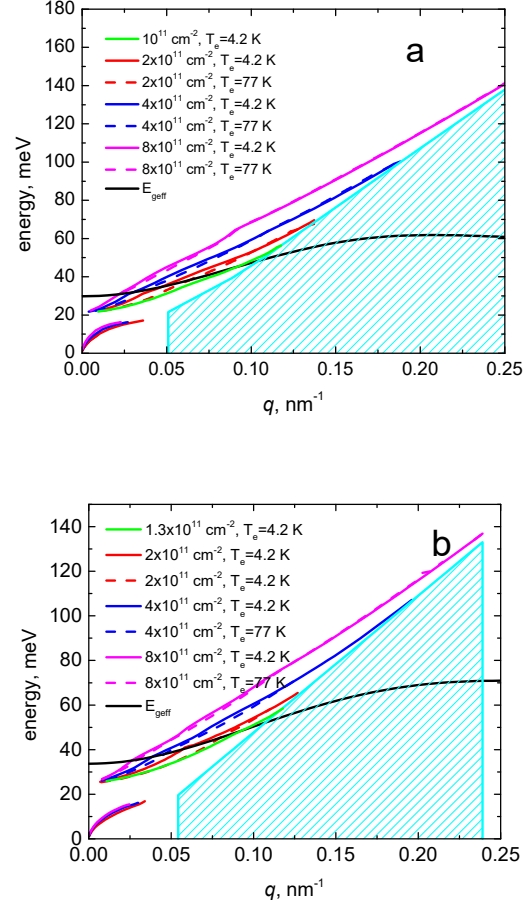 180
160
140
120
100
80
60
40
20
0
energy, meV
10¹¹ cm⁻², Tₑ=4.2 K
2x10¹¹ cm⁻², Tₑ=4.2 K
2x10¹¹ cm⁻², Tₑ=77 K
4x10¹¹ cm⁻², Tₑ=4.2 K
4x10¹¹ cm⁻², Tₑ=77 K
8x10¹¹ cm⁻², Tₑ=4.2 K
8x10¹¹ cm⁻², Tₑ=77 K
E_geff
a
0.00 0.05 0.10 0.15 0.20 0.25
q, nm⁻¹
140
120
100
80
60
40
20
0
energy, meV
1.3x10¹¹ cm⁻², Tₑ=4.2 K
2x10¹¹ cm⁻², Tₑ=4.2 K
2x10¹¹ cm⁻², Tₑ=4.2 K
4x10¹¹ cm⁻², Tₑ=4.2 K
4x10¹¹ cm⁻², Tₑ=77 K
8x10¹¹ cm⁻², Tₑ=4.2 K
8x10¹¹ cm⁻², Tₑ=77 K
E_geff
b
0.00 0.05 0.10 0.15 0.20 0.25
q, nm⁻¹